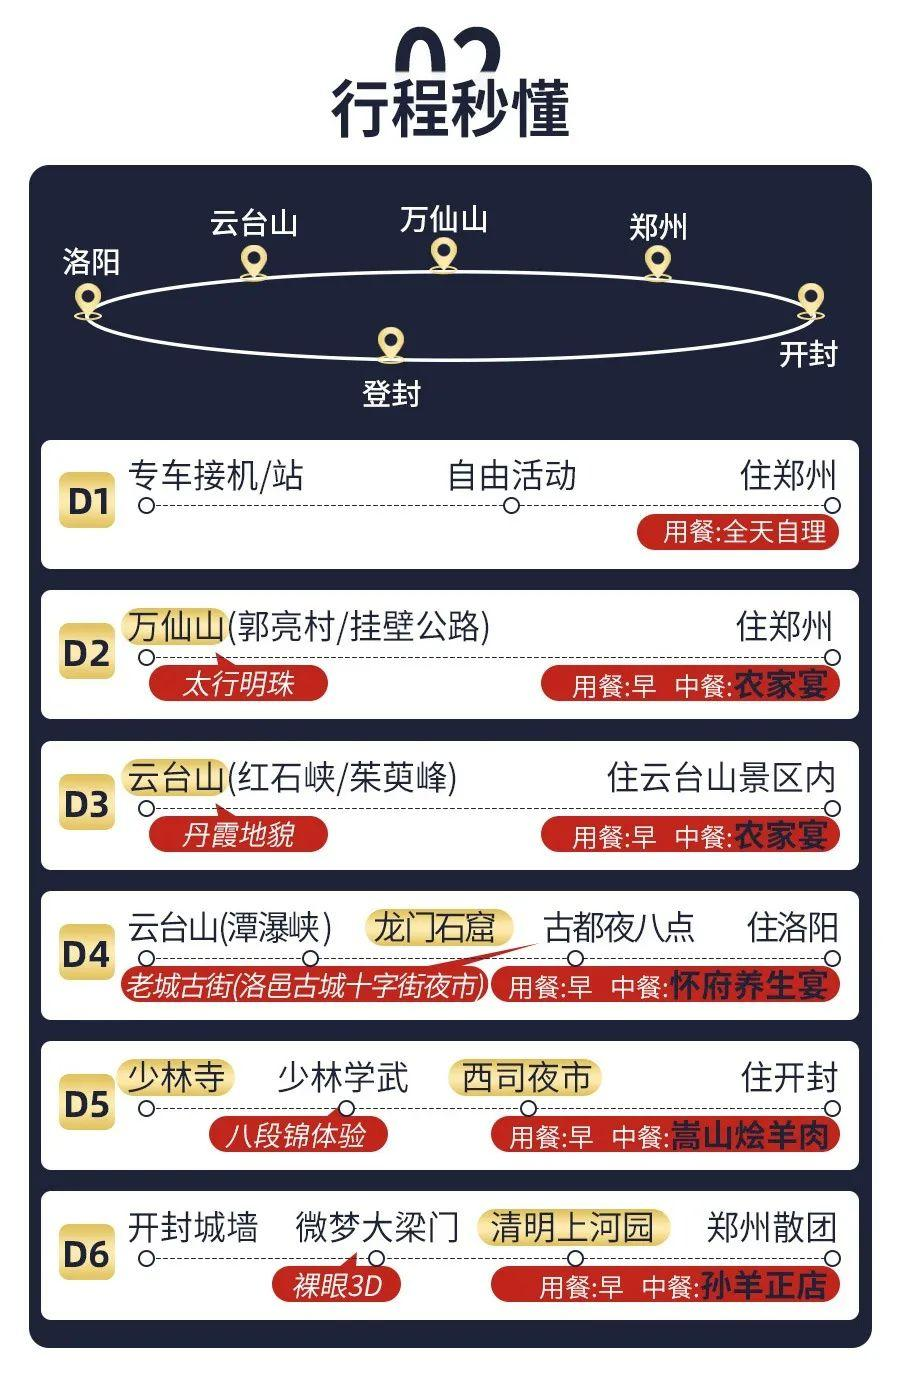 02
行程秒懂
云台山
万仙山
郑州
洛阳
开封
登封
D1
专车接机/站 自由活动 住郑州
用餐:全天自理
D2
万仙山(郭亮村/挂壁公路) 住郑州
太行明珠
用餐:早 中餐:农家宴
D3
云台山(红石峡/茱萸峰) 住云台山景区内
丹霞地貌
用餐:早 中餐:农家宴
D4
云台山(潭瀑峡) 龙门石窟 古都夜八点 住洛阳
老城古街(洛邑古城十字街夜市)
用餐:早 中餐:怀府养生宴
D5
少林寺 少林学武 西司夜市 住开封
八段锦体验
用餐:早 中餐:嵩山烩羊肉
D6
开封城墙 微梦大梁门 清明上河园 郑州散团
裸眼3D
用餐:早 中餐:孙羊正店